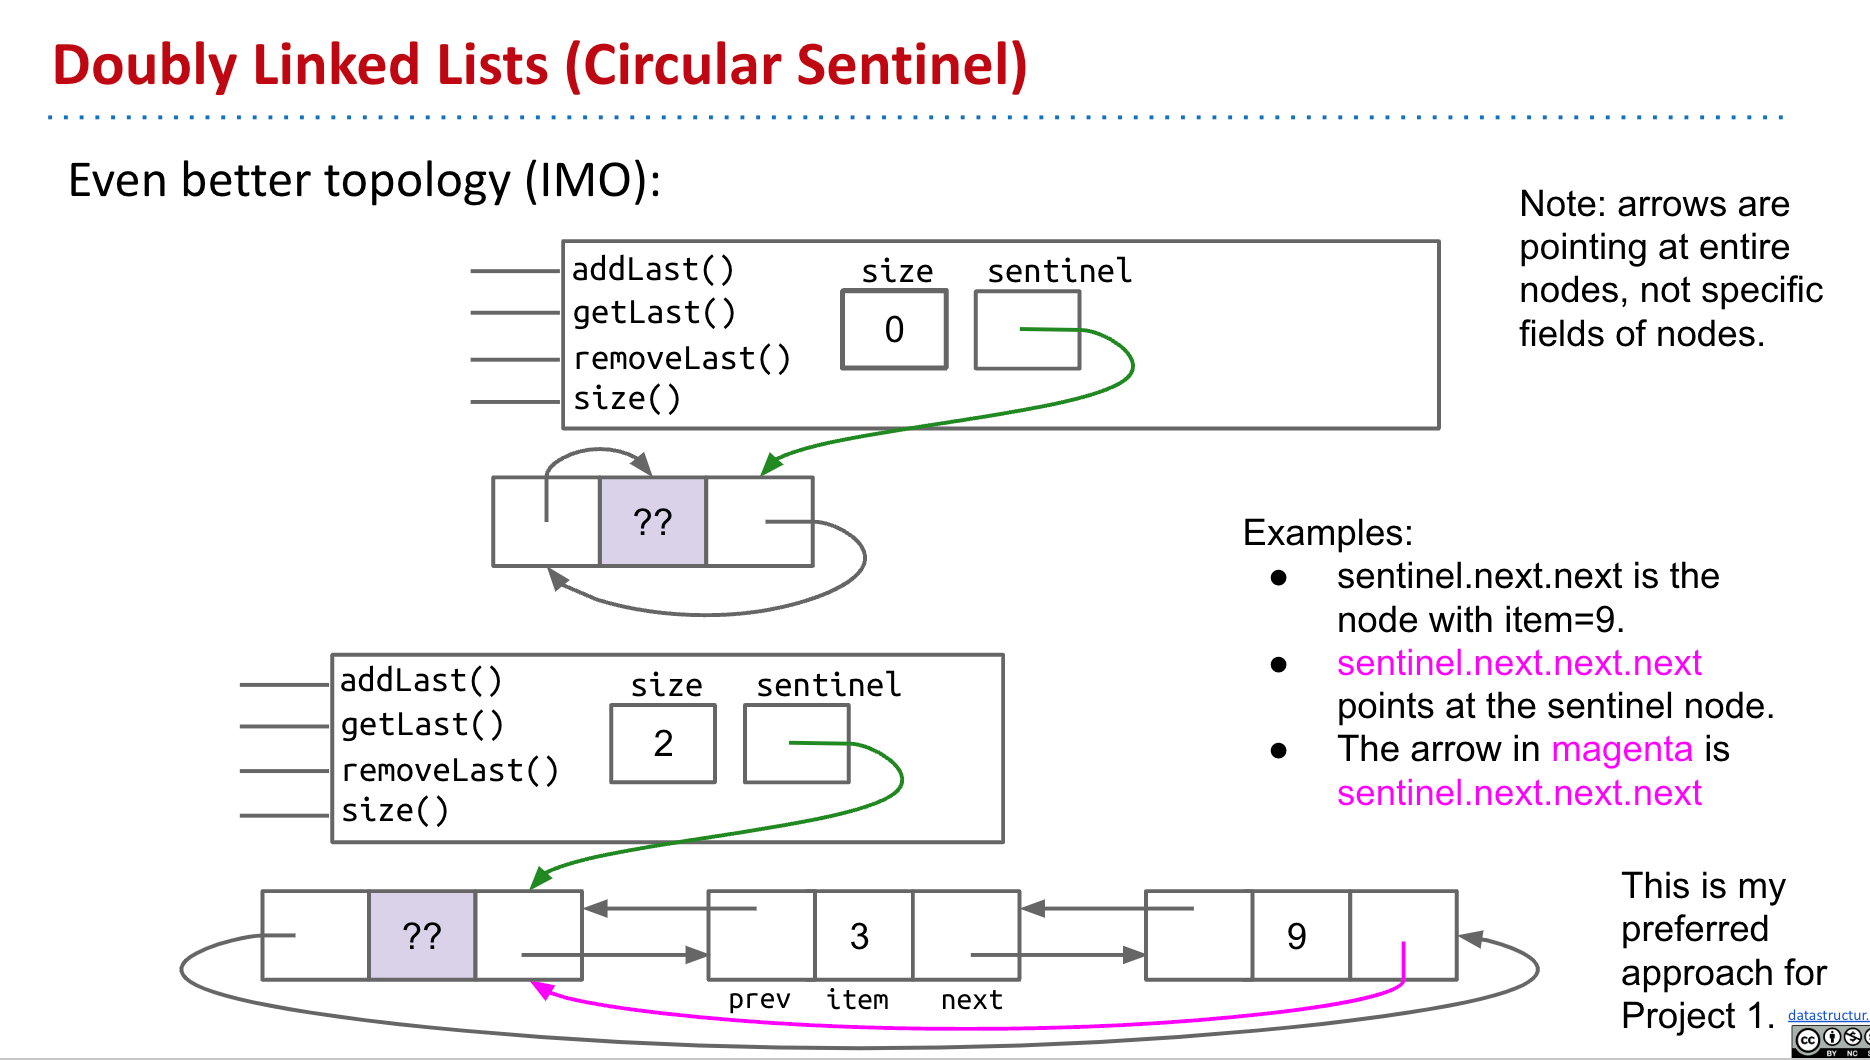 Doubly Linked Lists (Circular Sentinel)
Even better topology (IMO):
Note: arrows are
pointing at entire
nodes, not specific
fields of nodes.
addLast()
getLast()
removeLast()
size()
size
sentinel
0
??
Examples:
● sentinel.next.next is the
node with item=9.
● sentinel.next.next.next
points at the sentinel node.
● The arrow in magenta is
sentinel.next.next.next
addLast()
getLast()
removeLast()
size()
size
sentinel
2
??
3
9
prev item next
This is my
preferred
approach for
Project 1.
datastructur.
cc
BY NC